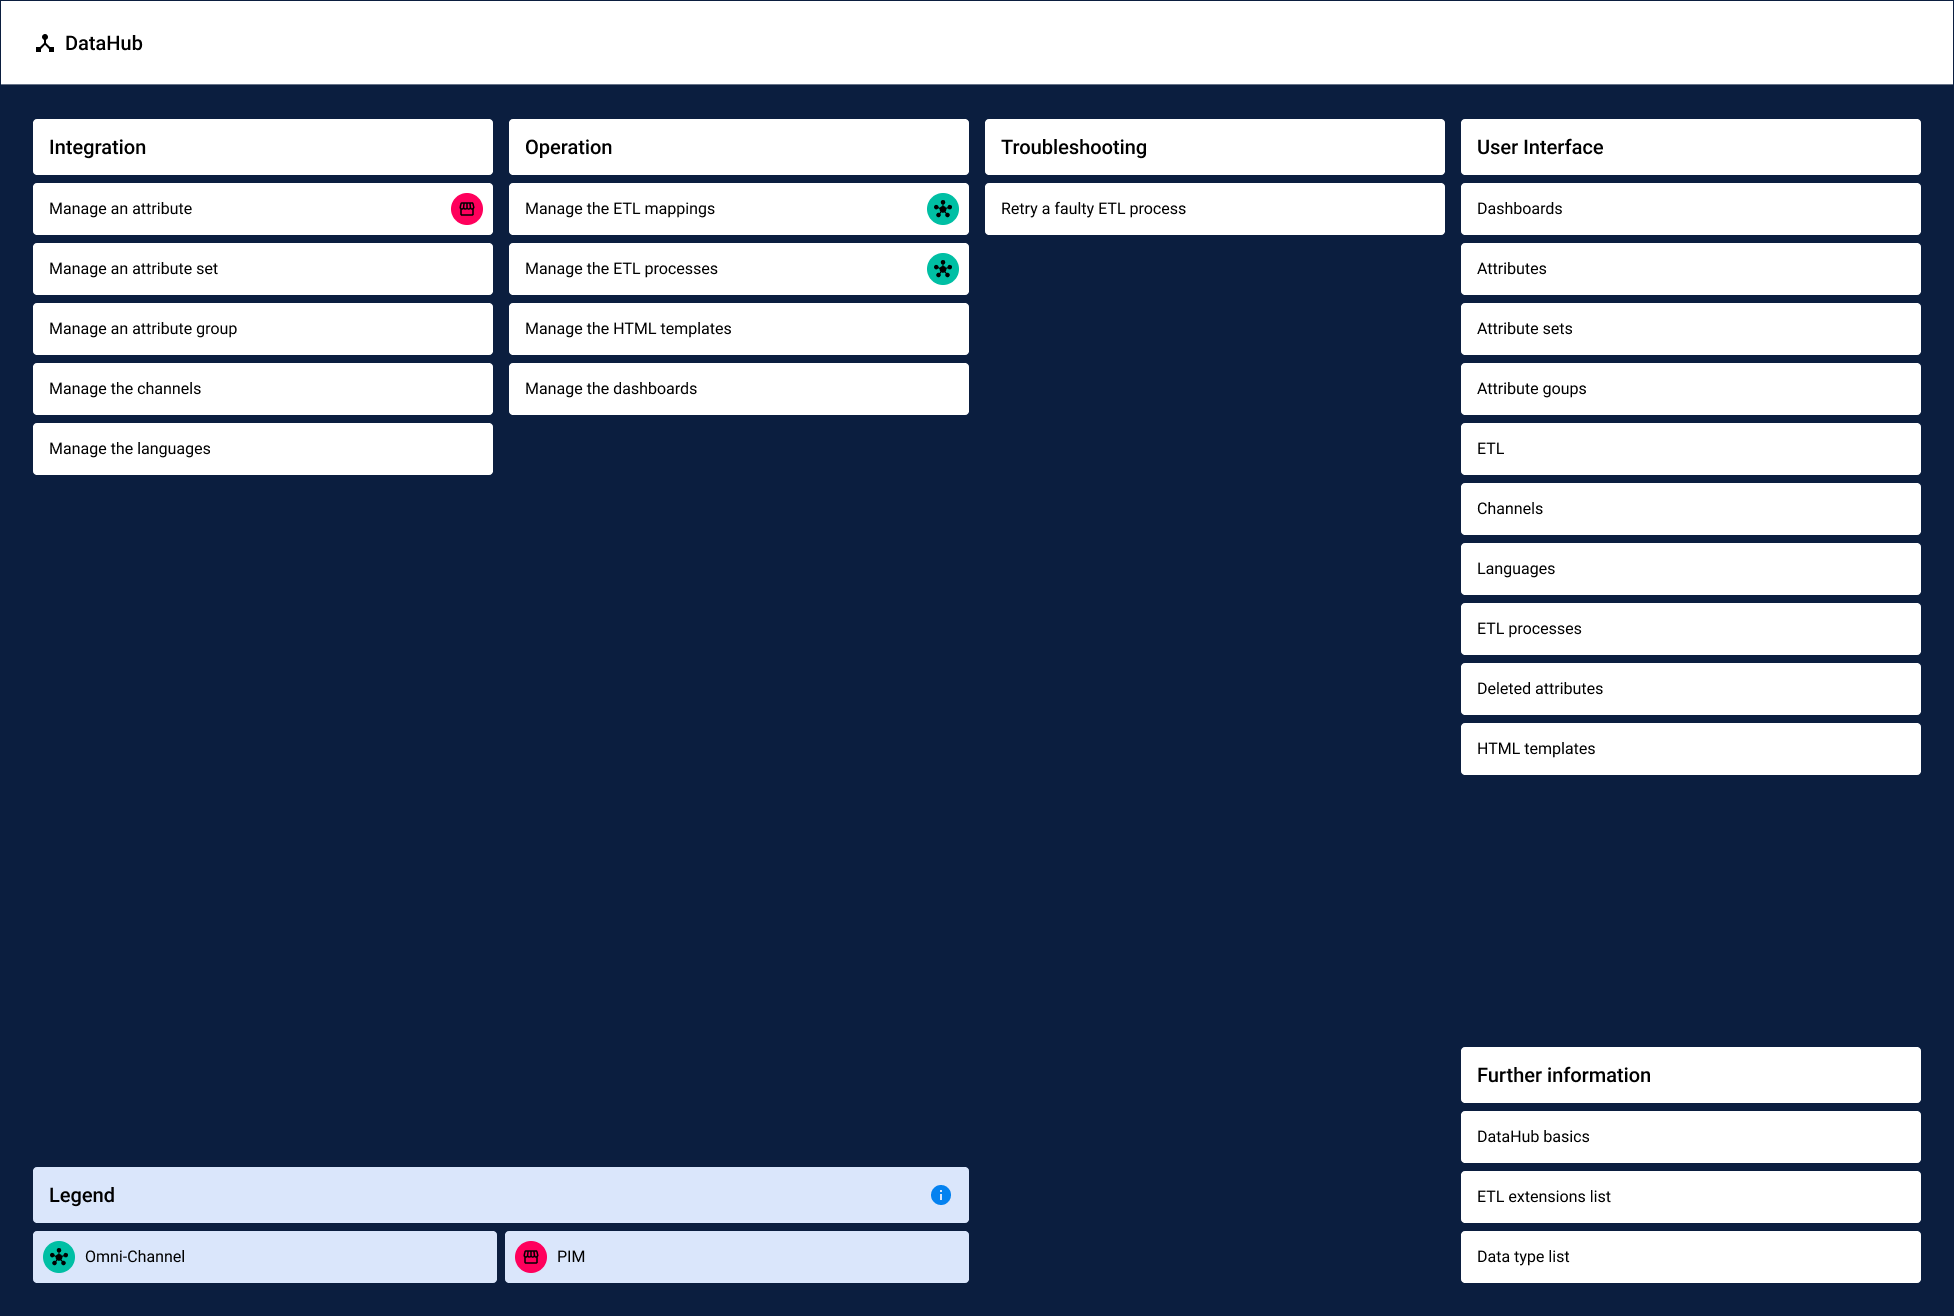 DataHub
Integration
Manage an attribute
Manage an attribute set
Manage an attribute group
Manage the channels
Manage the languages
Operation
Manage the ETL mappings
Manage the ETL processes
Manage the HTML templates
Manage the dashboards
Troubleshooting
Retry a faulty ETL process
User Interface
Dashboards
Attributes
Attribute sets
Attribute goups
ETL
Channels
Languages
ETL processes
Deleted attributes
HTML templates
Further information
DataHub basics
ETL extensions list
Data type list
Legend
Omni-Channel
PIM